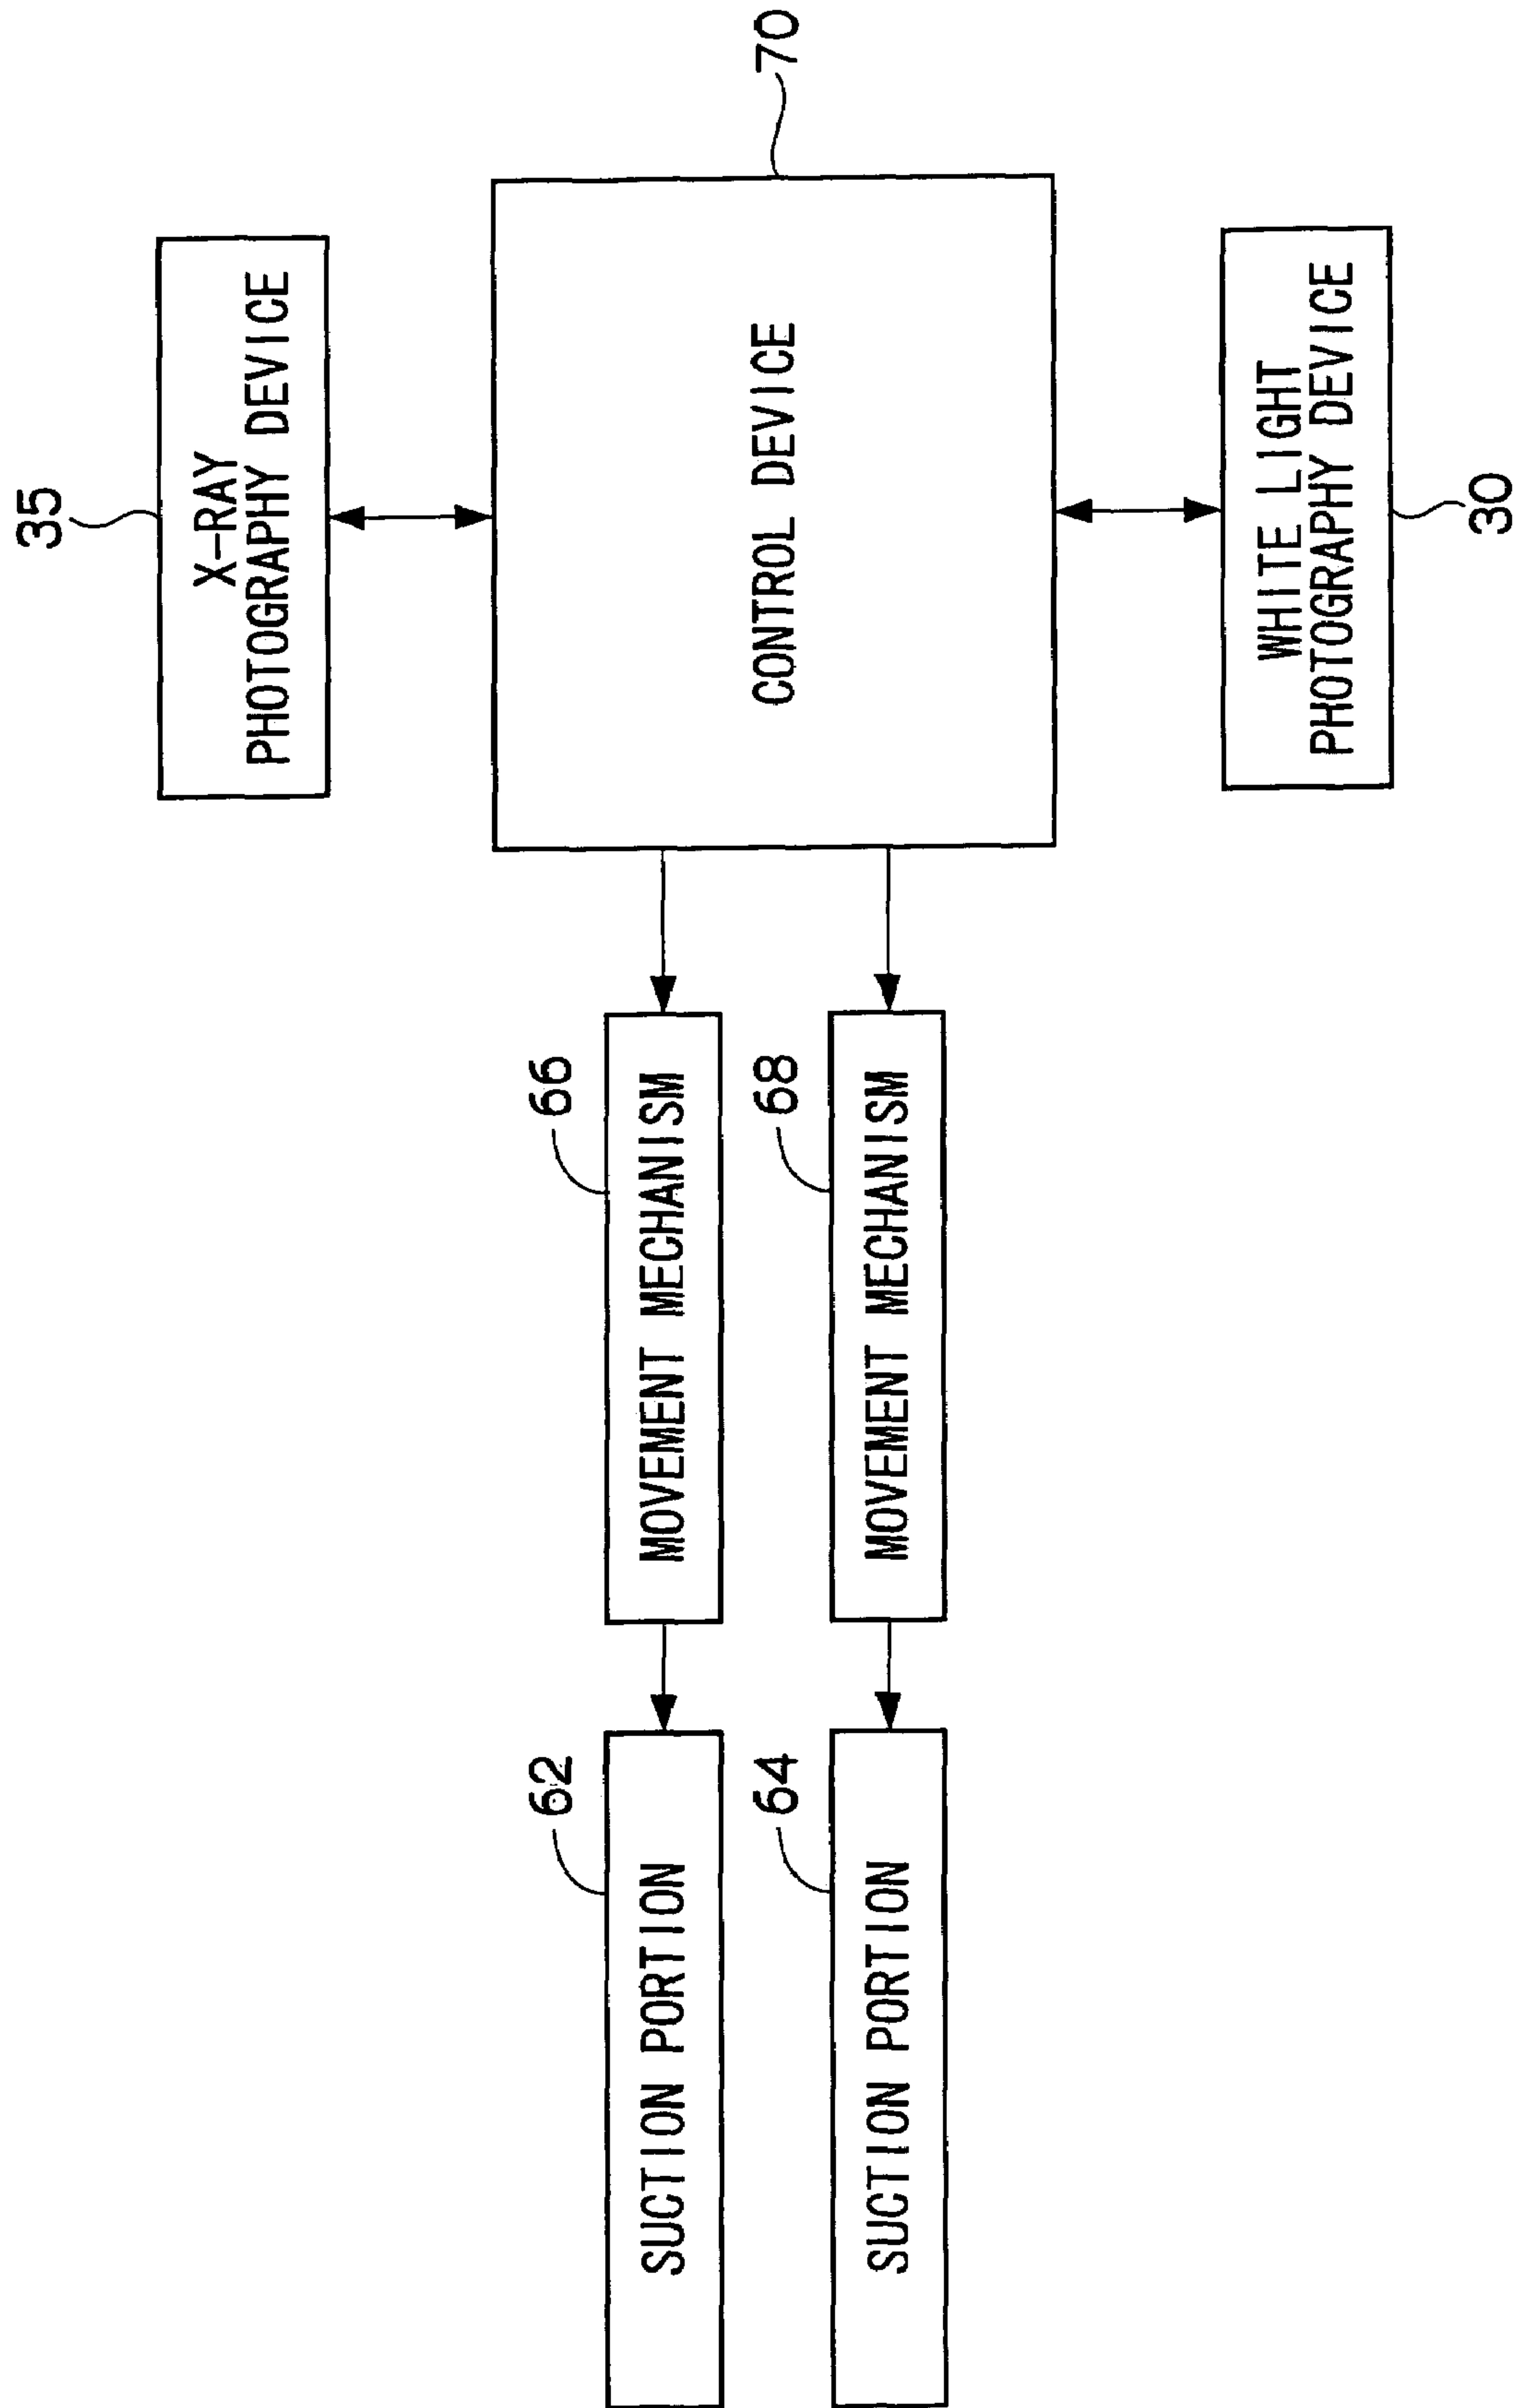 35
X-RAY
PHOTOGRAPHY DEVICE
62
66
SUCTION PORTION
MOVEMENT MECHANISM
64
68
CONTROL DEVICE
70
SUCTION PORTION
MOVEMENT MECHANISM
WHITE LIGHT
PHOTOGRAPHY DEVICE
30